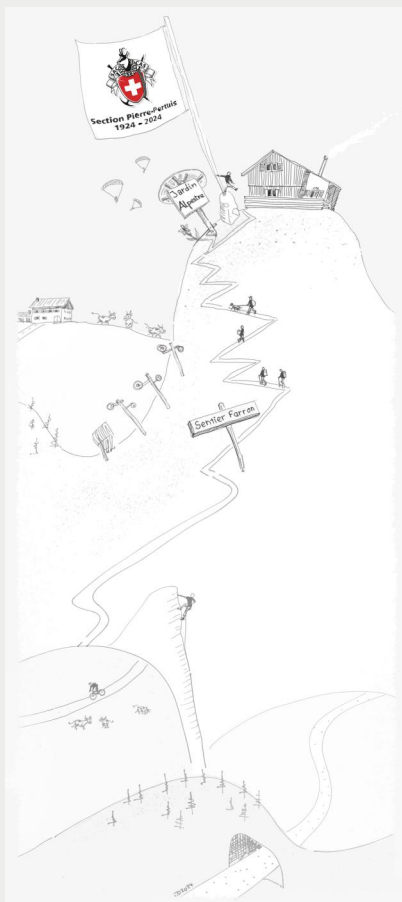 Section Pierre-Pertuis
1924 - 2024
Jardin
Alpestre
Sentier Farron